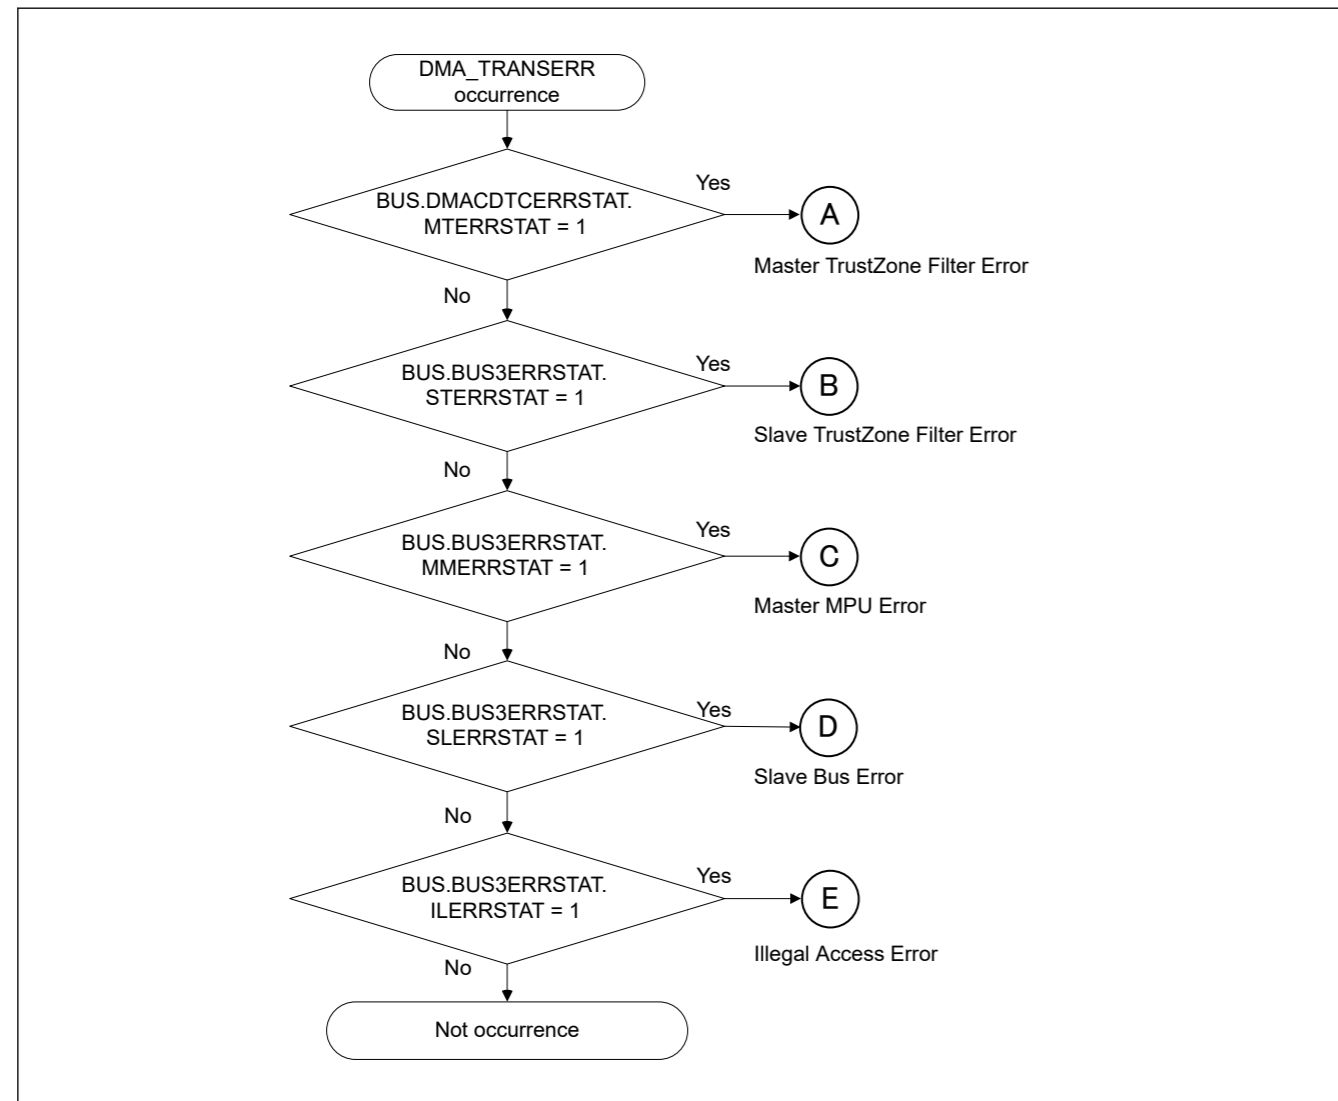 DMA_TRANSERR
occurrence
BUS.DMACDTCERRSTAT.
MTERRSTAT = 1
Yes
A
Master TrustZone Filter Error
No
BUS.BUS3ERRSTAT.
STERRSTAT = 1
Yes
B
Slave TrustZone Filter Error
No
BUS.BUS3ERRSTAT.
MMERRSTAT = 1
Yes
C
Master MPU Error
No
BUS.BUS3ERRSTAT.
SLERRSTAT = 1
Yes
D
Slave Bus Error
No
BUS.BUS3ERRSTAT.
ILERRSTAT = 1
Yes
E
Illegal Access Error
No
Not occurrence